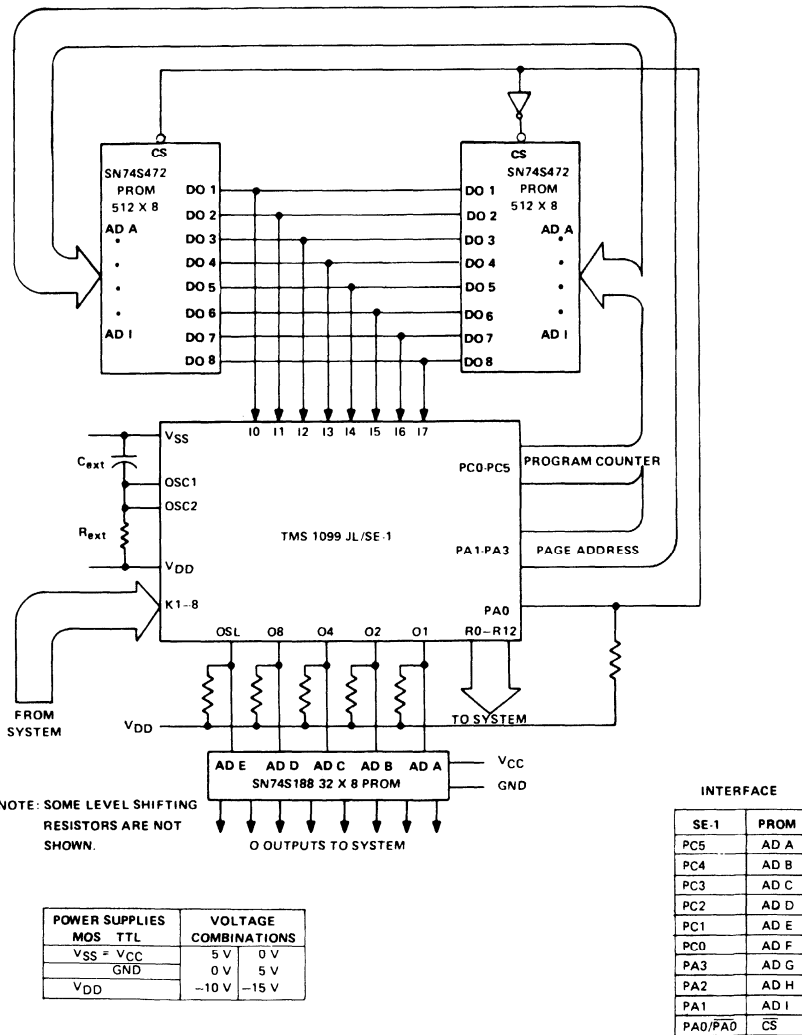 CS
SN74S472
PROM
512 X 8
AD A
AD I
DO 1
DO 2
DO 3
DO 4
DO 5
DO 6
DO 7
DO 8
CS
SN74S472
PROM
512 X 8
AD A
AD I
DO 1
DO 2
DO 3
DO 4
DO 5
DO 6
DO 7
DO 8
I0 I1 I2 I3 I4 I5 I6 I7
VSS
Cext
OSC1
OSC2
Rext
VDD
K1-8
TMS 1099 JL/SE-1
PC0-PC5
PROGRAM COUNTER
PA1-PA3
PAGE ADDRESS
PA0
OSL O8 O4 O2 O1 R0-R12
FROM
SYSTEM
VDD
TO SYSTEM
AD E AD D AD C AD B AD A
SN74S188 32 X 8 PROM
VCC
GND
NOTE: SOME LEVEL SHIFTING
RESISTORS ARE NOT
SHOWN.
O OUTPUTS TO SYSTEM
POWER SUPPLIES VOLTAGE
MOS TTL COMBINATIONS
VSS = VCC 5 V 0 V
GND 0 V 5 V
VDD -10 V -15 V
INTERFACE
SE-1 PROM
PC5 AD A
PC4 AD B
PC3 AD C
PC2 AD D
PC1 AD E
PC0 AD F
PA3 AD G
PA2 AD H
PA1 AD I
PA0/P̅A̅0̅ C̅S̅